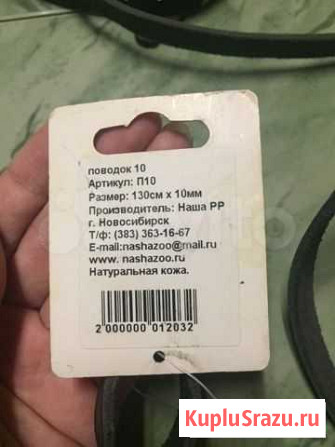 поводок 10
Артикул: П10
Размер: 130см х 10мм
Производитель: Наша РР
г. Новосибирск
Т/ф: (383) 363-16-67
E-mail:nashazoo@mail.ru
www. nashazoo.ru
Натуральная кожа.
2 000000 012032
KupluSrazu.ru